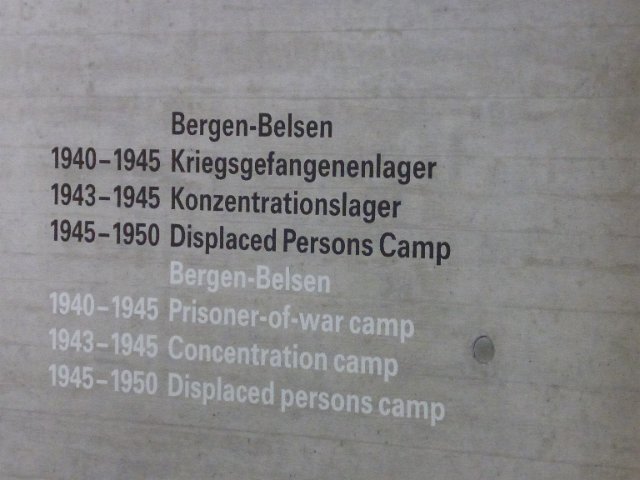 Bergen-Belsen
1940–1945 Kriegsgefangenenlager
1943–1945 Konzentrationslager
1945–1950 Displaced Persons Camp
Bergen-Belsen
1940–1945 Prisoner-of-war camp
1943–1945 Concentration camp
1945–1950 Displaced persons camp